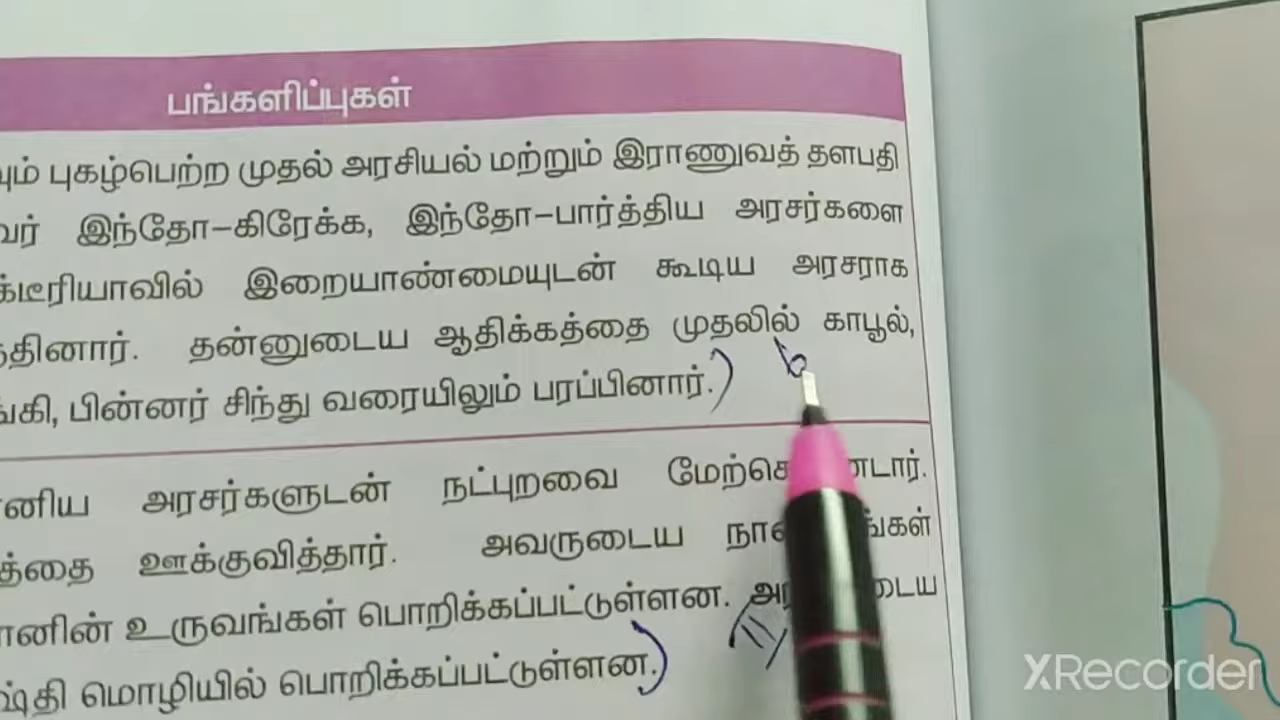 பங்களிப்புகள்
புகழ்பெற்ற முதல் அரசியல் மற்றும் இராணுவத் தளபதி
இந்தோ-கிரேக்க, இந்தோ-பார்த்திய அரசர்களை
இறையாண்மையுடன் கூடிய அரசராக
தன்னுடைய ஆதிக்கத்தை முதலில் காபூல்,
பின்னர் சிந்து வரையிலும் பரப்பினார்.)
அரசர்களுடன் நட்புறவை
ஊக்குவித்தார். அவருடைய
உருவங்கள் பொறிக்கப்பட்டுள்ளன.
மொழியில் பொறிக்கப்பட்டுள்ளன.)
XRecorder